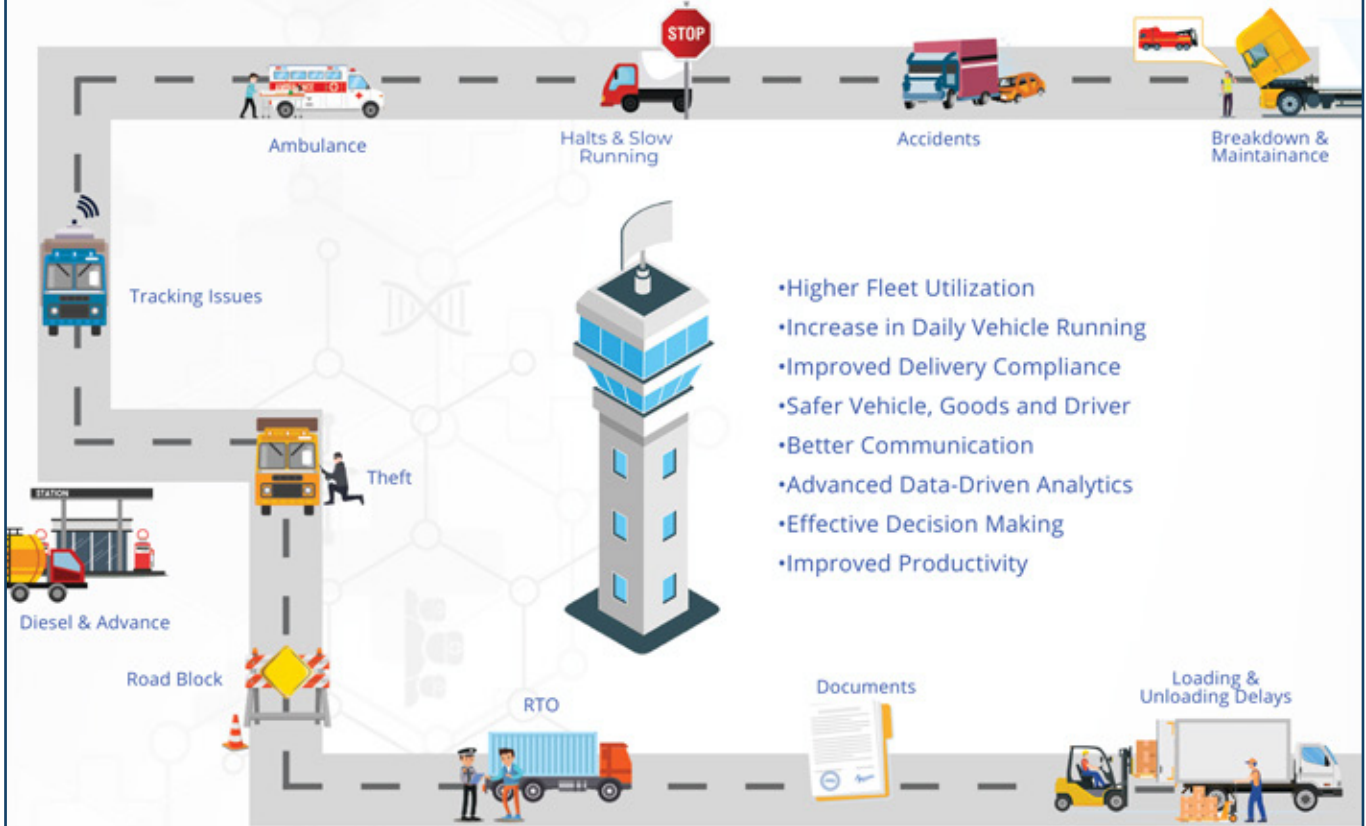 STOP
AMBULANCE
Ambulance
Halts & Slow
Running
Accidents
Breakdown &
Maintainance
Tracking Issues
•Higher Fleet Utilization
•Increase in Daily Vehicle Running
•Improved Delivery Compliance
•Safer Vehicle, Goods and Driver
•Better Communication
•Advanced Data-Driven Analytics
•Effective Decision Making
•Improved Productivity
Theft
STATION
Diesel & Advance
Road Block
RTO
Documents
Loading &
Unloading Delays